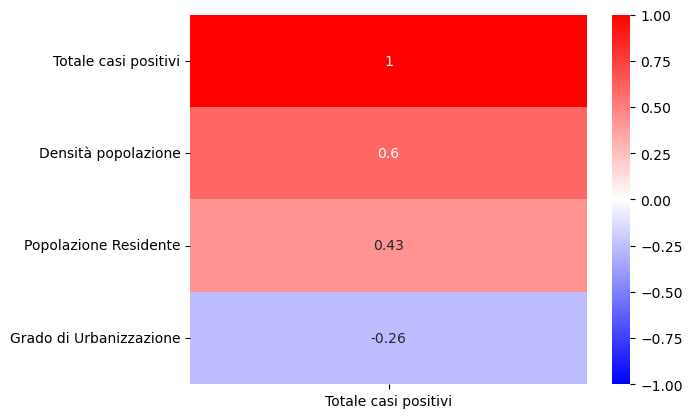 Totale casi positivi
Densità popolazione
Popolazione Residente
Grado di Urbanizzazione
1
0.6
0.43
-0.26
Totale casi positivi
1.00
0.75
0.50
0.25
0.00
−0.25
−0.50
−0.75
−1.00